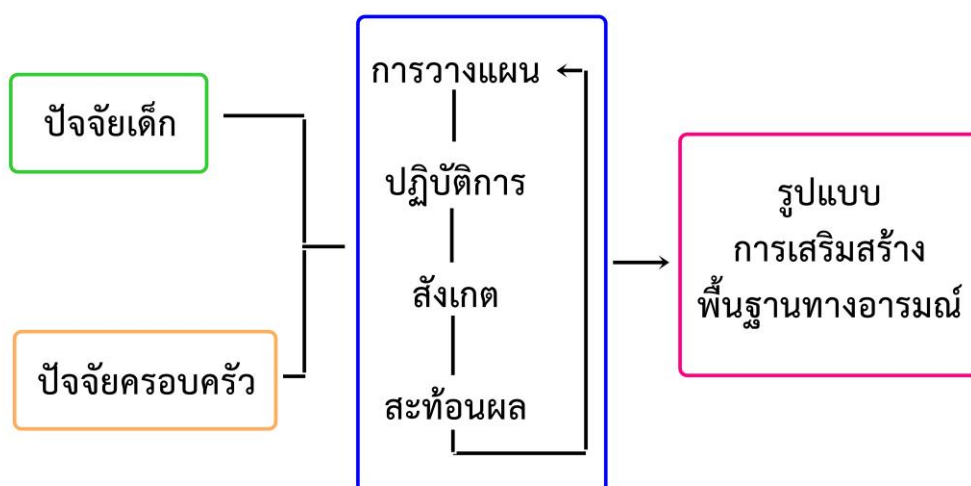 ปัจจัยเด็ก
ปัจจัยครอบครัว
การวางแผน
ปฏิบัติการ
สังเกต
สะท้อนผล
รูปแบบ
การเสริมสร้าง
พื้นฐานทางอารมณ์